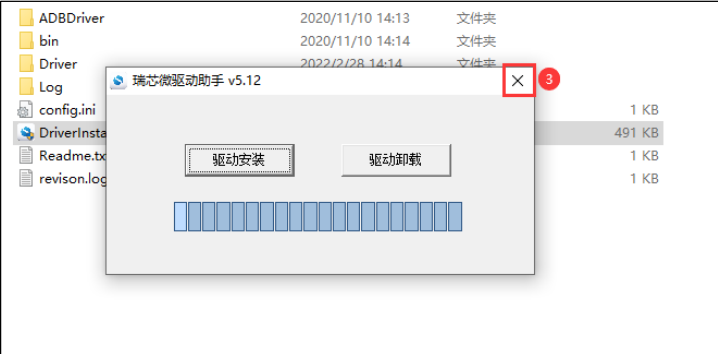 ADBDriver 2020/11/10 14:13 文件夹
bin 2020/11/10 14:14 文件夹
Driver 2022/2/28 14:14 文件夹
Log
瑞芯微驱动助手 v5.12
3
config.ini 1 KB
DriverInsta 491 KB
驱动安装 驱动卸载
Readme.tx 1 KB
revison.log 1 KB